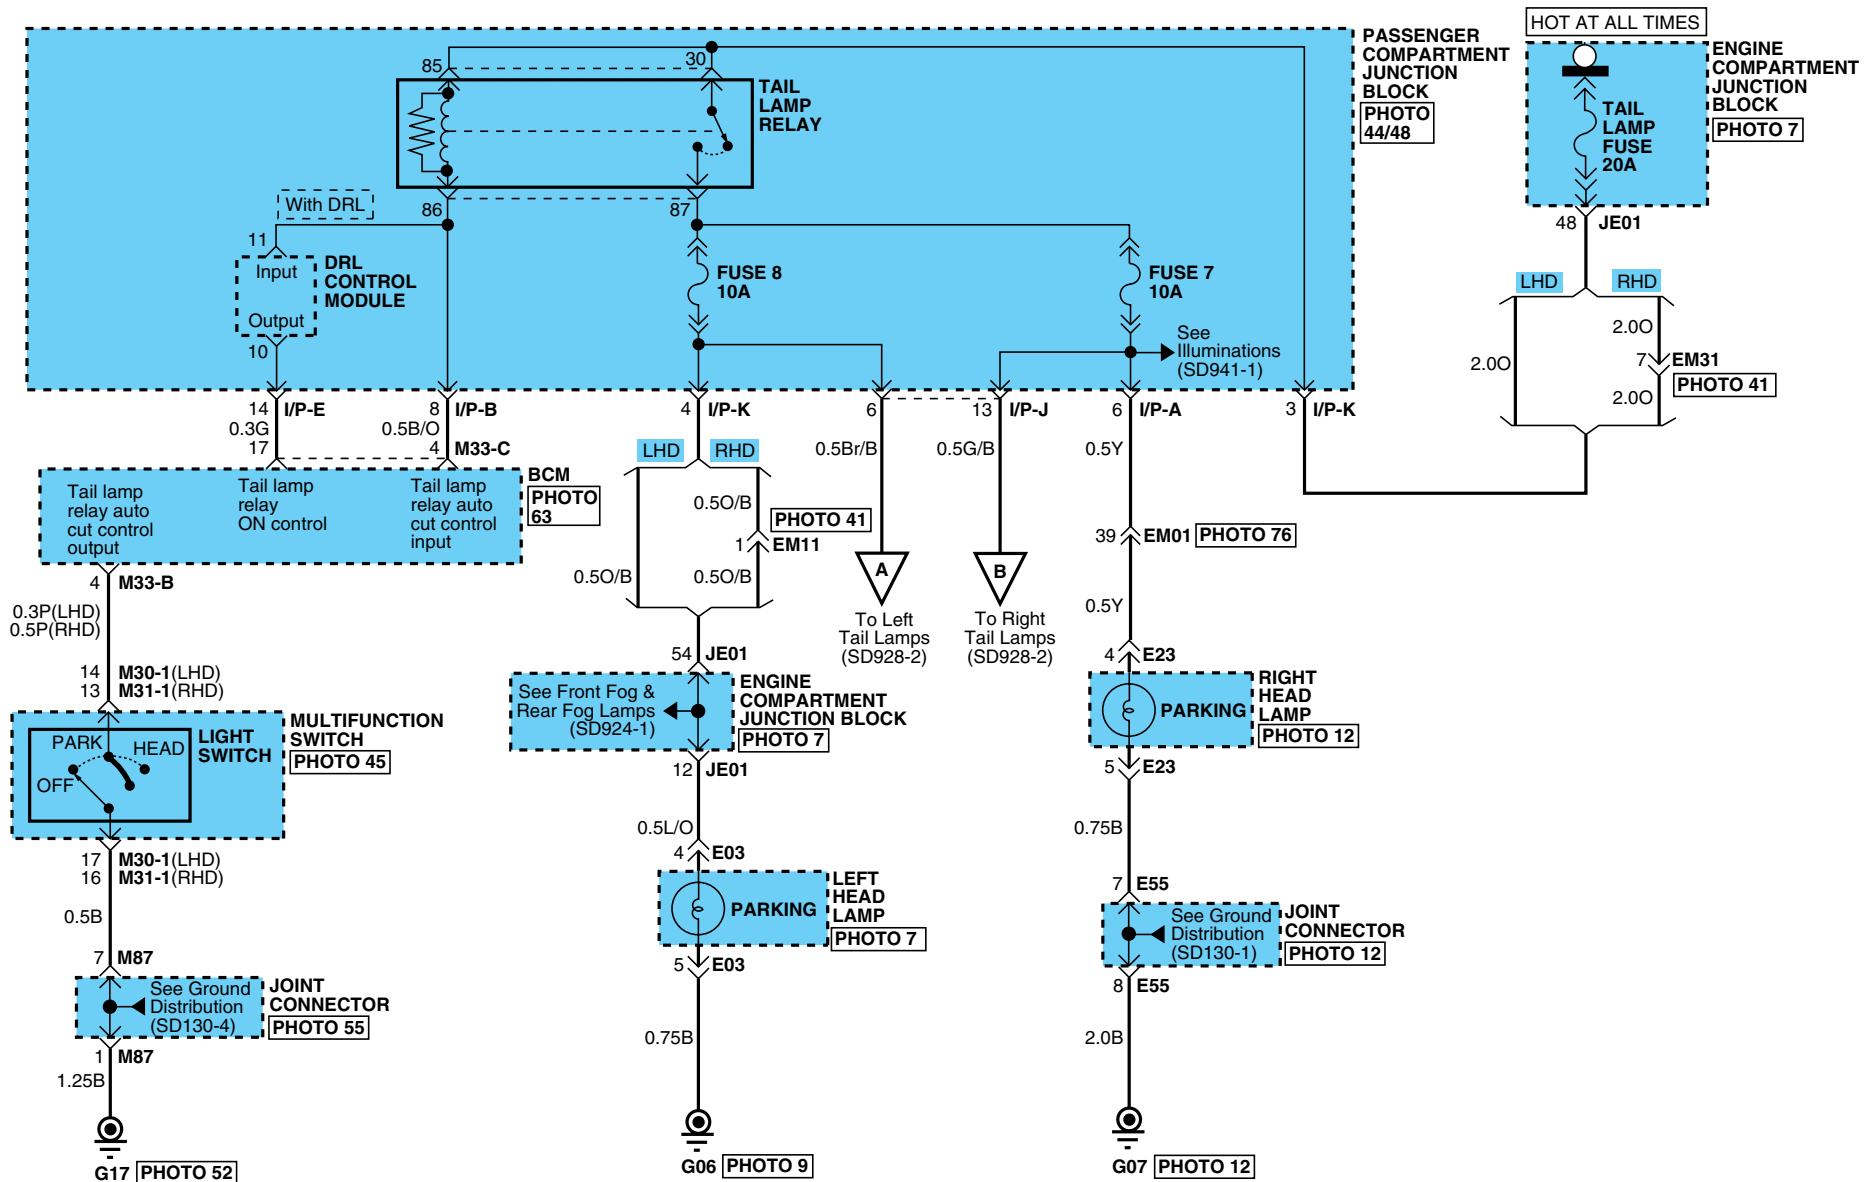 HOT AT ALL TIMES
PASSENGER
COMPARTMENT
JUNCTION
BLOCK
PHOTO
44/48
ENGINE
COMPARTMENT
JUNCTION
BLOCK
PHOTO 7
TAIL
LAMP
FUSE
20A
48 JE01
85
30
TAIL
LAMP
RELAY
86
87
With DRL
11
Input
Output
10
DRL
CONTROL
MODULE
FUSE 8
10A
FUSE 7
10A
See
Illuminations
(SD941-1)
LHD
RHD
2.0O
2.0O
7 EM31
PHOTO 41
2.0O
14 I/P-E
8 I/P-B
4 I/P-K
6
13 I/P-J
6 I/P-A
3 I/P-K
0.3G
0.5B/O
17
4 M33-C
LHD
RHD
0.5Br/B
0.5G/B
0.5Y
BCM
PHOTO
63
Tail lamp
relay auto
cut control
output
Tail lamp
relay
ON control
Tail lamp
relay auto
cut control
input
0.5O/B
PHOTO 41
1 EM11
0.5O/B
0.5O/B
39 EM01 PHOTO 76
A
B
To Left
Tail Lamps
(SD928-2)
To Right
Tail Lamps
(SD928-2)
0.5Y
4 M33-B
0.3P(LHD)
0.5P(RHD)
14 M30-1(LHD)
13 M31-1(RHD)
54 JE01
4 E23
See Front Fog &
Rear Fog Lamps
(SD924-1)
ENGINE
COMPARTMENT
JUNCTION BLOCK
PHOTO 7
PARKING
RIGHT
HEAD
LAMP
PHOTO 12
PARK
HEAD
OFF
LIGHT
SWITCH
MULTIFUNCTION
SWITCH
PHOTO 45
12 JE01
5 E23
0.5L/O
0.75B
17 M30-1(LHD)
16 M31-1(RHD)
4 E03
PARKING
LEFT
HEAD
LAMP
PHOTO 7
0.5B
7 E55
See Ground
Distribution
(SD130-1)
JOINT
CONNECTOR
PHOTO 12
7 M87
5 E03
See Ground
Distribution
(SD130-4)
JOINT
CONNECTOR
PHOTO 55
8 E55
0.75B
2.0B
1 M87
1.25B
G17 PHOTO 52
G06 PHOTO 9
G07 PHOTO 12